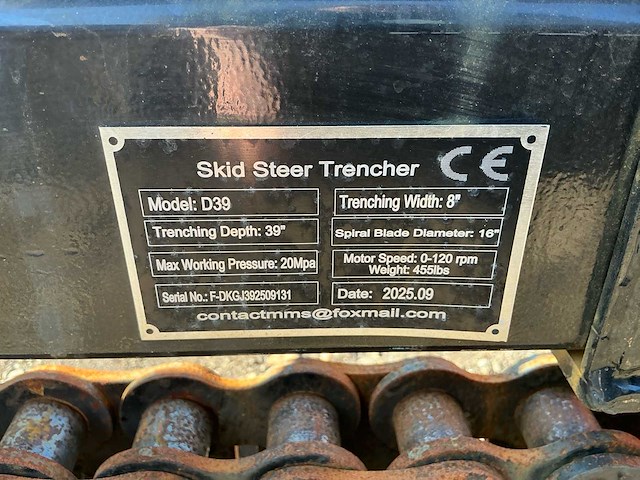 Skid Steer Trencher CE
Model: D39
Trenching Width: 8"
Trenching Depth: 39"
Spiral Blade Diameter: 16"
Max Working Pressure: 20Mpa
Motor Speed: 0-120 rpm
Weight: 455lbs
Serial No.: F-DKGJ392509131
Date: 2025.09
contactmms@foxmail.com